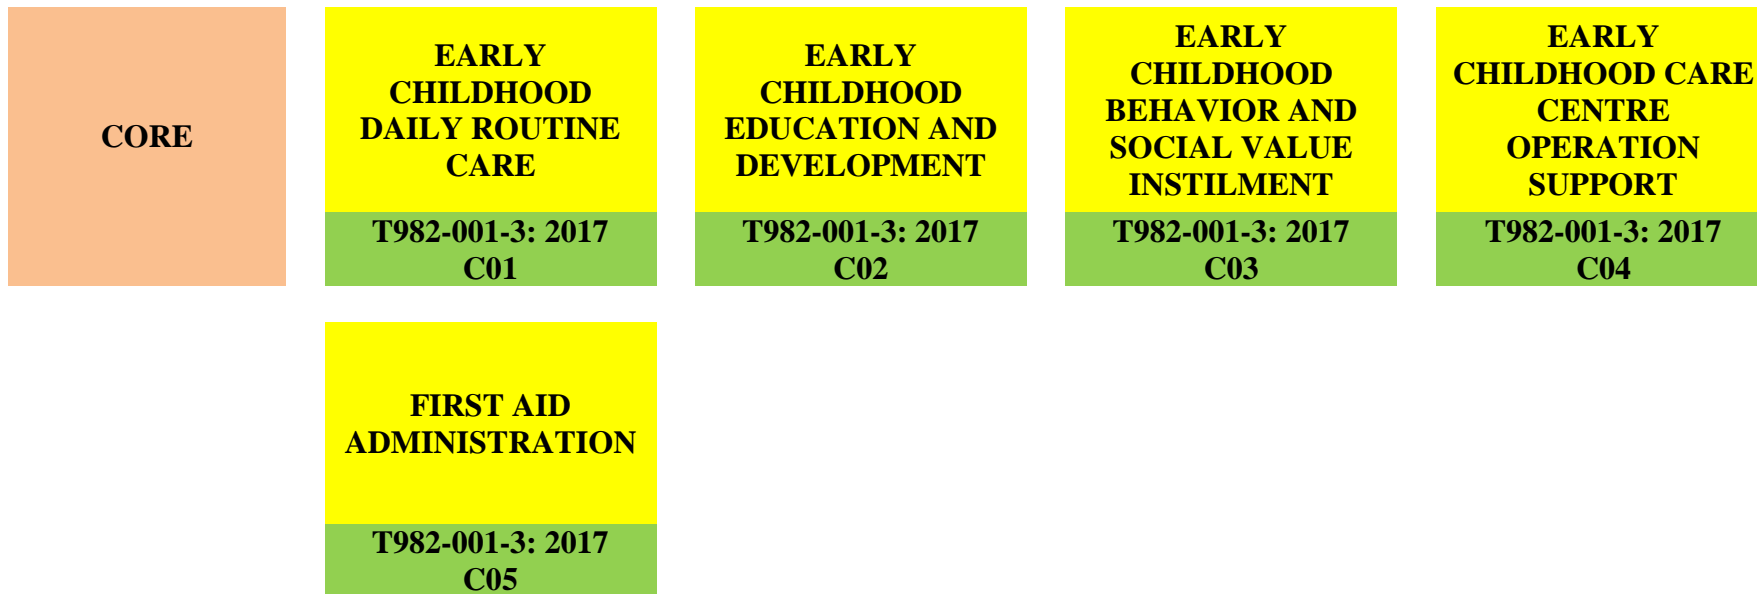 CORE
EARLY
CHILDHOOD
DAILY ROUTINE
CARE
T982-001-3: 2017
C01
EARLY
CHILDHOOD
EDUCATION AND
DEVELOPMENT
T982-001-3: 2017
C02
EARLY
CHILDHOOD
BEHAVIOR AND
SOCIAL VALUE
INSTILMENT
T982-001-3: 2017
C03
EARLY
CHILDHOOD CARE
CENTRE
OPERATION
SUPPORT
T982-001-3: 2017
C04
FIRST AID
ADMINISTRATION
T982-001-3: 2017
C05